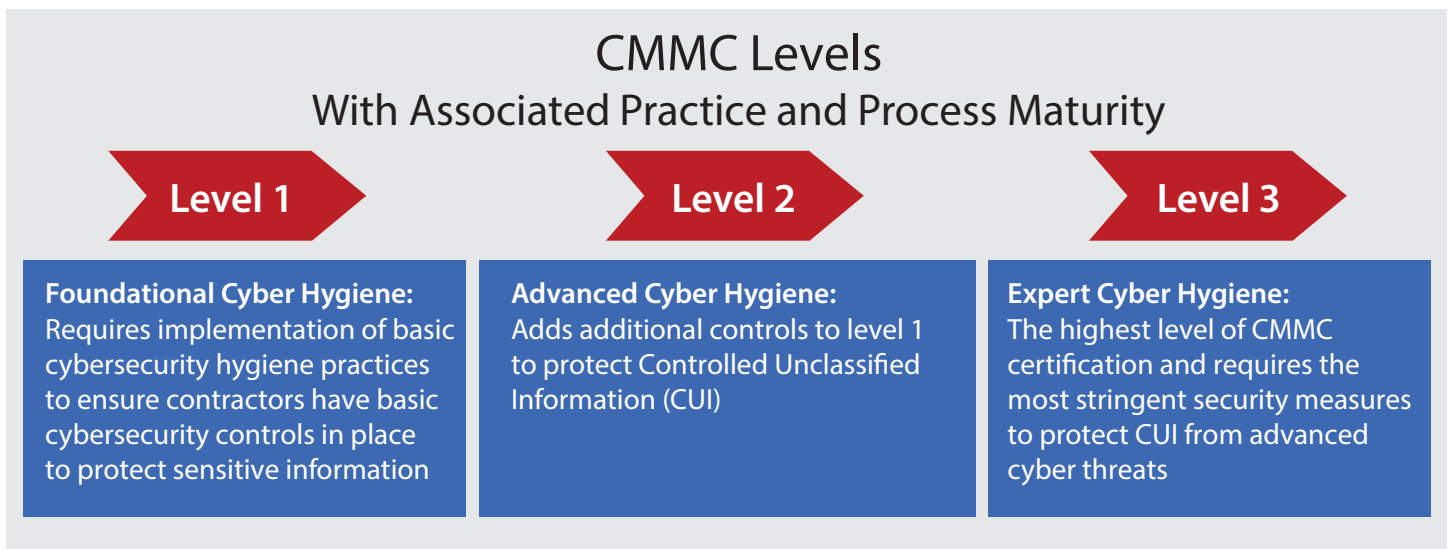 CMMC Levels
With Associated Practice and Process Maturity
Level 1
Foundational Cyber Hygiene:
Requires implementation of basic
cybersecurity hygiene practices
to ensure contractors have basic
cybersecurity controls in place
to protect sensitive information
Level 2
Advanced Cyber Hygiene:
Adds additional controls to level 1
to protect Controlled Unclassified
Information (CUI)
Level 3
Expert Cyber Hygiene:
The highest level of CMMC
certification and requires the
most stringent security measures
to protect CUI from advanced
cyber threats